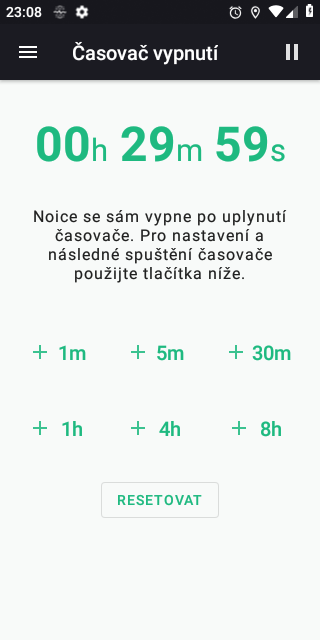 23:08
Časovač vypnutí
00h 29m 59s
Noice se sám vypne po uplynutí
časovače. Pro nastavení a
následné spuštění časovače
použijte tlačítka níže.
+ 1m + 5m + 30m
+ 1h + 4h + 8h
RESETOVAT